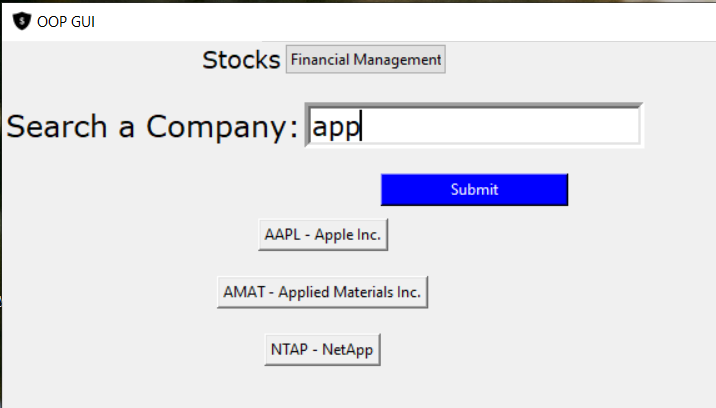 OOP GUI
Stocks Financial Management
Search a Company: app
Submit
AAPL - Apple Inc.
AMAT - Applied Materials Inc.
NTAP - NetApp